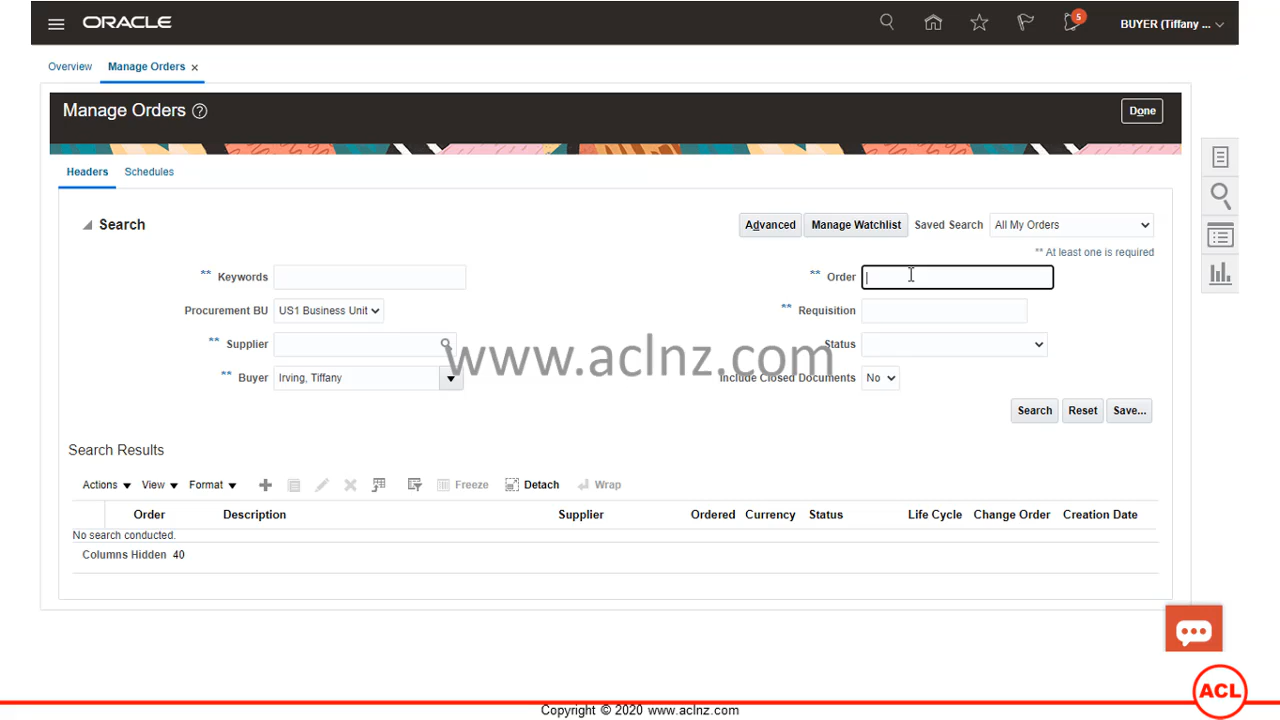 ORACLE
5
BUYER (Tiffany ...
Overview
Manage Orders ×
Manage Orders ?
Done
Headers
Schedules
Search
Advanced
Manage Watchlist
Saved Search
All My Orders
** At least one is required
** Keywords
** Order
Procurement BU
US1 Business Unit
** Requisition
** Supplier
Status
** Buyer
Irving, Tiffany
Include Closed Documents
No
www.aclnz.com
Search
Reset
Save...
Search Results
Actions
View
Format
Freeze
Detach
Wrap
Order
Description
Supplier
Ordered
Currency
Status
Life Cycle
Change Order
Creation Date
No search conducted.
Columns Hidden 40
ACL
Copyright © 2020 www.aclnz.com